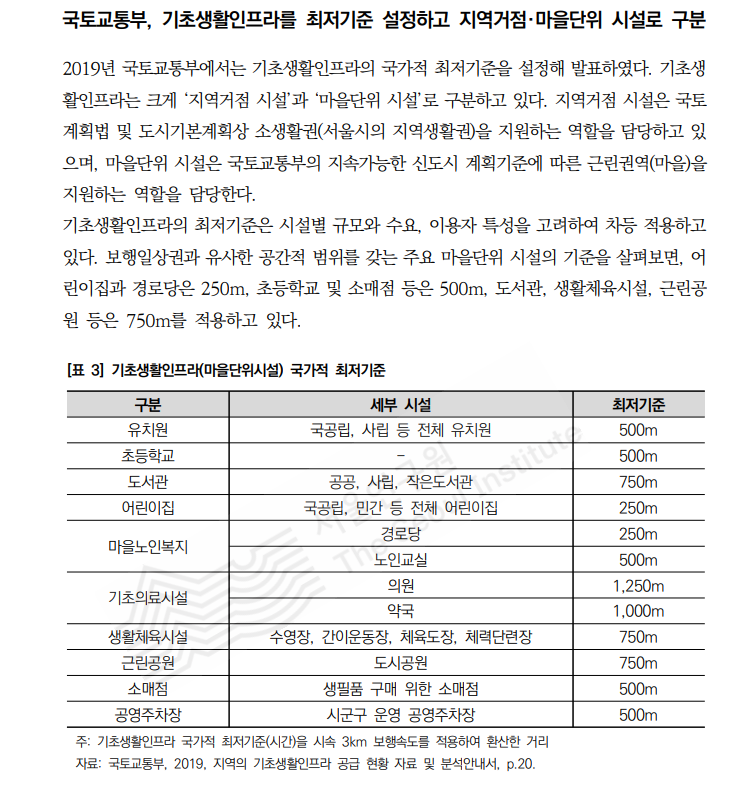 국토교통부, 기초생활인프라를 최저기준 설정하고 지역거점·마을단위 시설로 구분
2019년 국토교통부에서는 기초생활인프라의 국가적 최저기준을 설정해 발표하였다. 기초생
활인프라는 크게 ‘지역거점 시설’과 ‘마을단위 시설’로 구분하고 있다. 지역거점 시설은 국토
계획법 및 도시기본계획상 소생활권(서울시의 지역생활권)을 지원하는 역할을 담당하고 있
으며, 마을단위 시설은 국토교통부의 지속가능한 신도시 계획기준에 따른 근린권역(마을)을
지원하는 역할을 담당한다.
기초생활인프라의 최저기준은 시설별 규모와 수요, 이용자 특성을 고려하여 차등 적용하고
있다. 보행일상권과 유사한 공간적 범위를 갖는 주요 마을단위 시설의 기준을 살펴보면, 어
린이집과 경로당은 250m, 초등학교 및 소매점 등은 500m, 도서관, 생활체육시설, 근린공
원 등은 750m를 적용하고 있다.
[표 3] 기초생활인프라(마을단위시설) 국가적 최저기준
구분 세부 시설 최저기준
유치원 국공립, 사립 등 전체 유치원 500m
초등학교 – 500m
도서관 공공, 사립, 작은도서관 750m
어린이집 국공립, 민간 등 전체 어린이집 250m
마을노인복지 경로당 250m
노인교실 500m
기초의료시설 의원 1,250m
약국 1,000m
생활체육시설 수영장, 간이운동장, 체육도장, 체력단련장 750m
근린공원 도시공원 750m
소매점 생필품 구매 위한 소매점 500m
공영주차장 시군구 운영 공영주차장 500m
주: 기초생활인프라 국가적 최저기준(시간)을 시속 3km 보행속도를 적용하여 환산한 거리
자료: 국토교통부, 2019, 지역의 기초생활인프라 공급 현황 자료 및 분석안내서, p.20.
서울연구원
The Seoul Institute